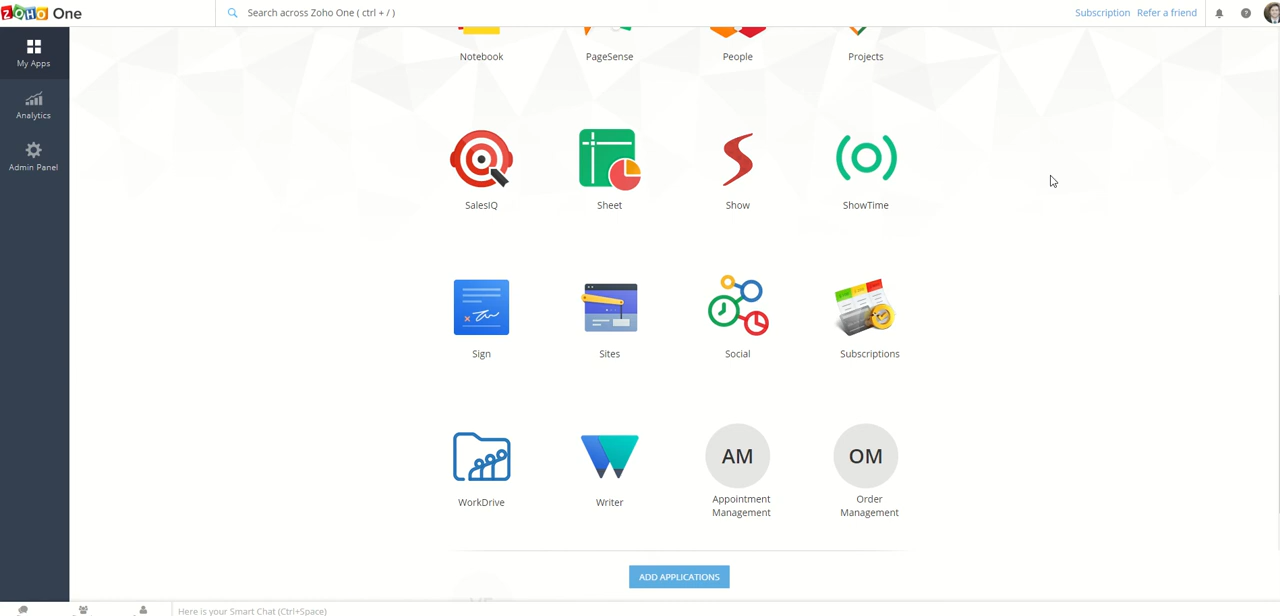 ZOHO One
Search across Zoho One ( ctrl + / )
Subscription Refer a friend
My Apps
Analytics
Admin Panel
Notebook PageSense People Projects
SalesIQ Sheet Show ShowTime
Sign Sites Social Subscriptions
AM OM
WorkDrive Writer Appointment Management Order Management
ADD APPLICATIONS
Here is your Smart Chat (Ctrl+Space)